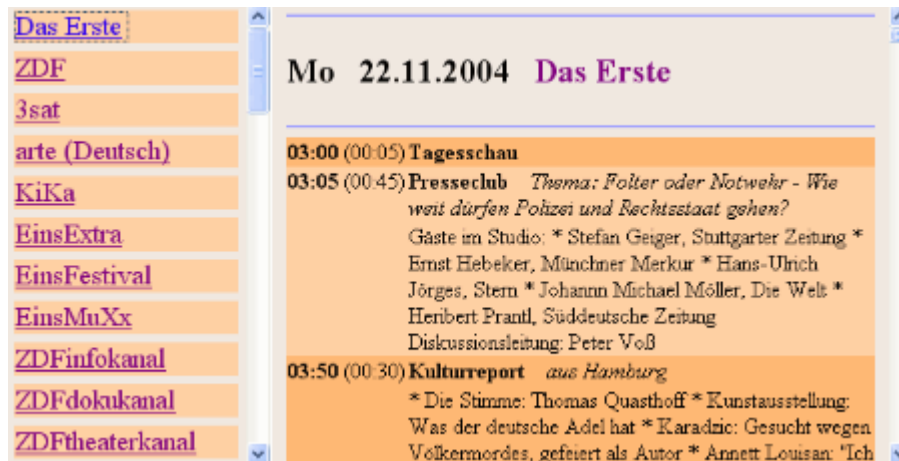 Das Erste
ZDF
3sat
arte (Deutsch)
KiKa
EinsExtra
EinsFestival
EinsMuXx
ZDFinfokanal
ZDFdokukanal
ZDFtheaterkanal
Mo 22.11.2004 Das Erste
03:00 (00:05) Tagesschau
03:05 (00:45) Presseclub Thema: Folter oder Notwehr - Wie
weit dürfen Polizei und Rechtsstaat gehen?
Gäste im Studio: * Stefan Geiger, Stuttgarter Zeitung *
Ernst Hebeker, Münchner Merkur * Hans-Ulrich
Jörges, Stern * Johannn Michael Möller, Die Welt *
Heribert Prantl, Süddeutsche Zeitung
Diskussionsleitung: Peter Voß
03:50 (00:30) Kulturreport aus Hamburg
* Die Stimme: Thomas Quasthoff * Kunstausstellung:
Was der deutsche Adel hat * Karadzic: Gesucht wegen
Völkermordes, gefeiert als Autor * Annett Louisan: "Ich